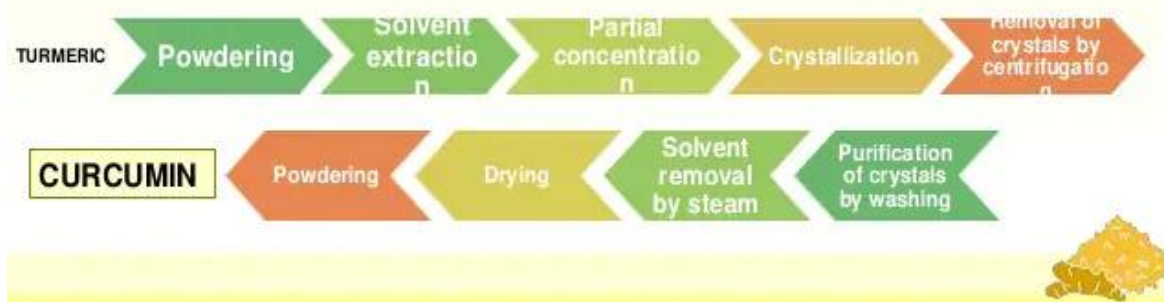 TURMERIC
Powdering
Solvent
extractio
n
Partial
concentratio
n
Crystallization
Removal of
crystals by
centrifugatio
n
Purification
of crystals
by washing
Solvent
removal
by steam
Drying
Powdering
CURCUMIN